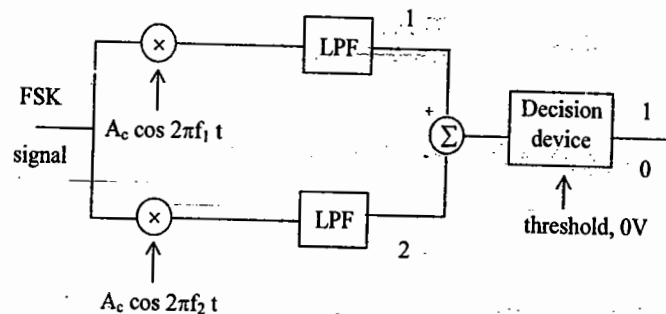 1
×
LPF
FSK
A_c cos 2πf_1 t
signal
+
Σ
-
Decision
device
1
0
threshold, 0V
×
LPF
2
A_c cos 2πf_2 t